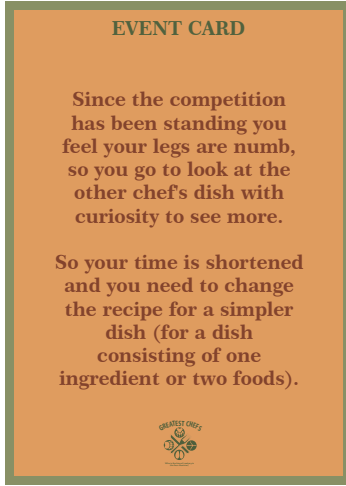 EVENT CARD
Since the competition
has been standing you
feel your legs are numb,
so you go to look at the
other chef's dish with
curiosity to see more.
So your time is shortened
and you need to change
the recipe for a simpler
dish (for a dish
consisting of one
ingredient or two foods).
GREATEST CHEFS